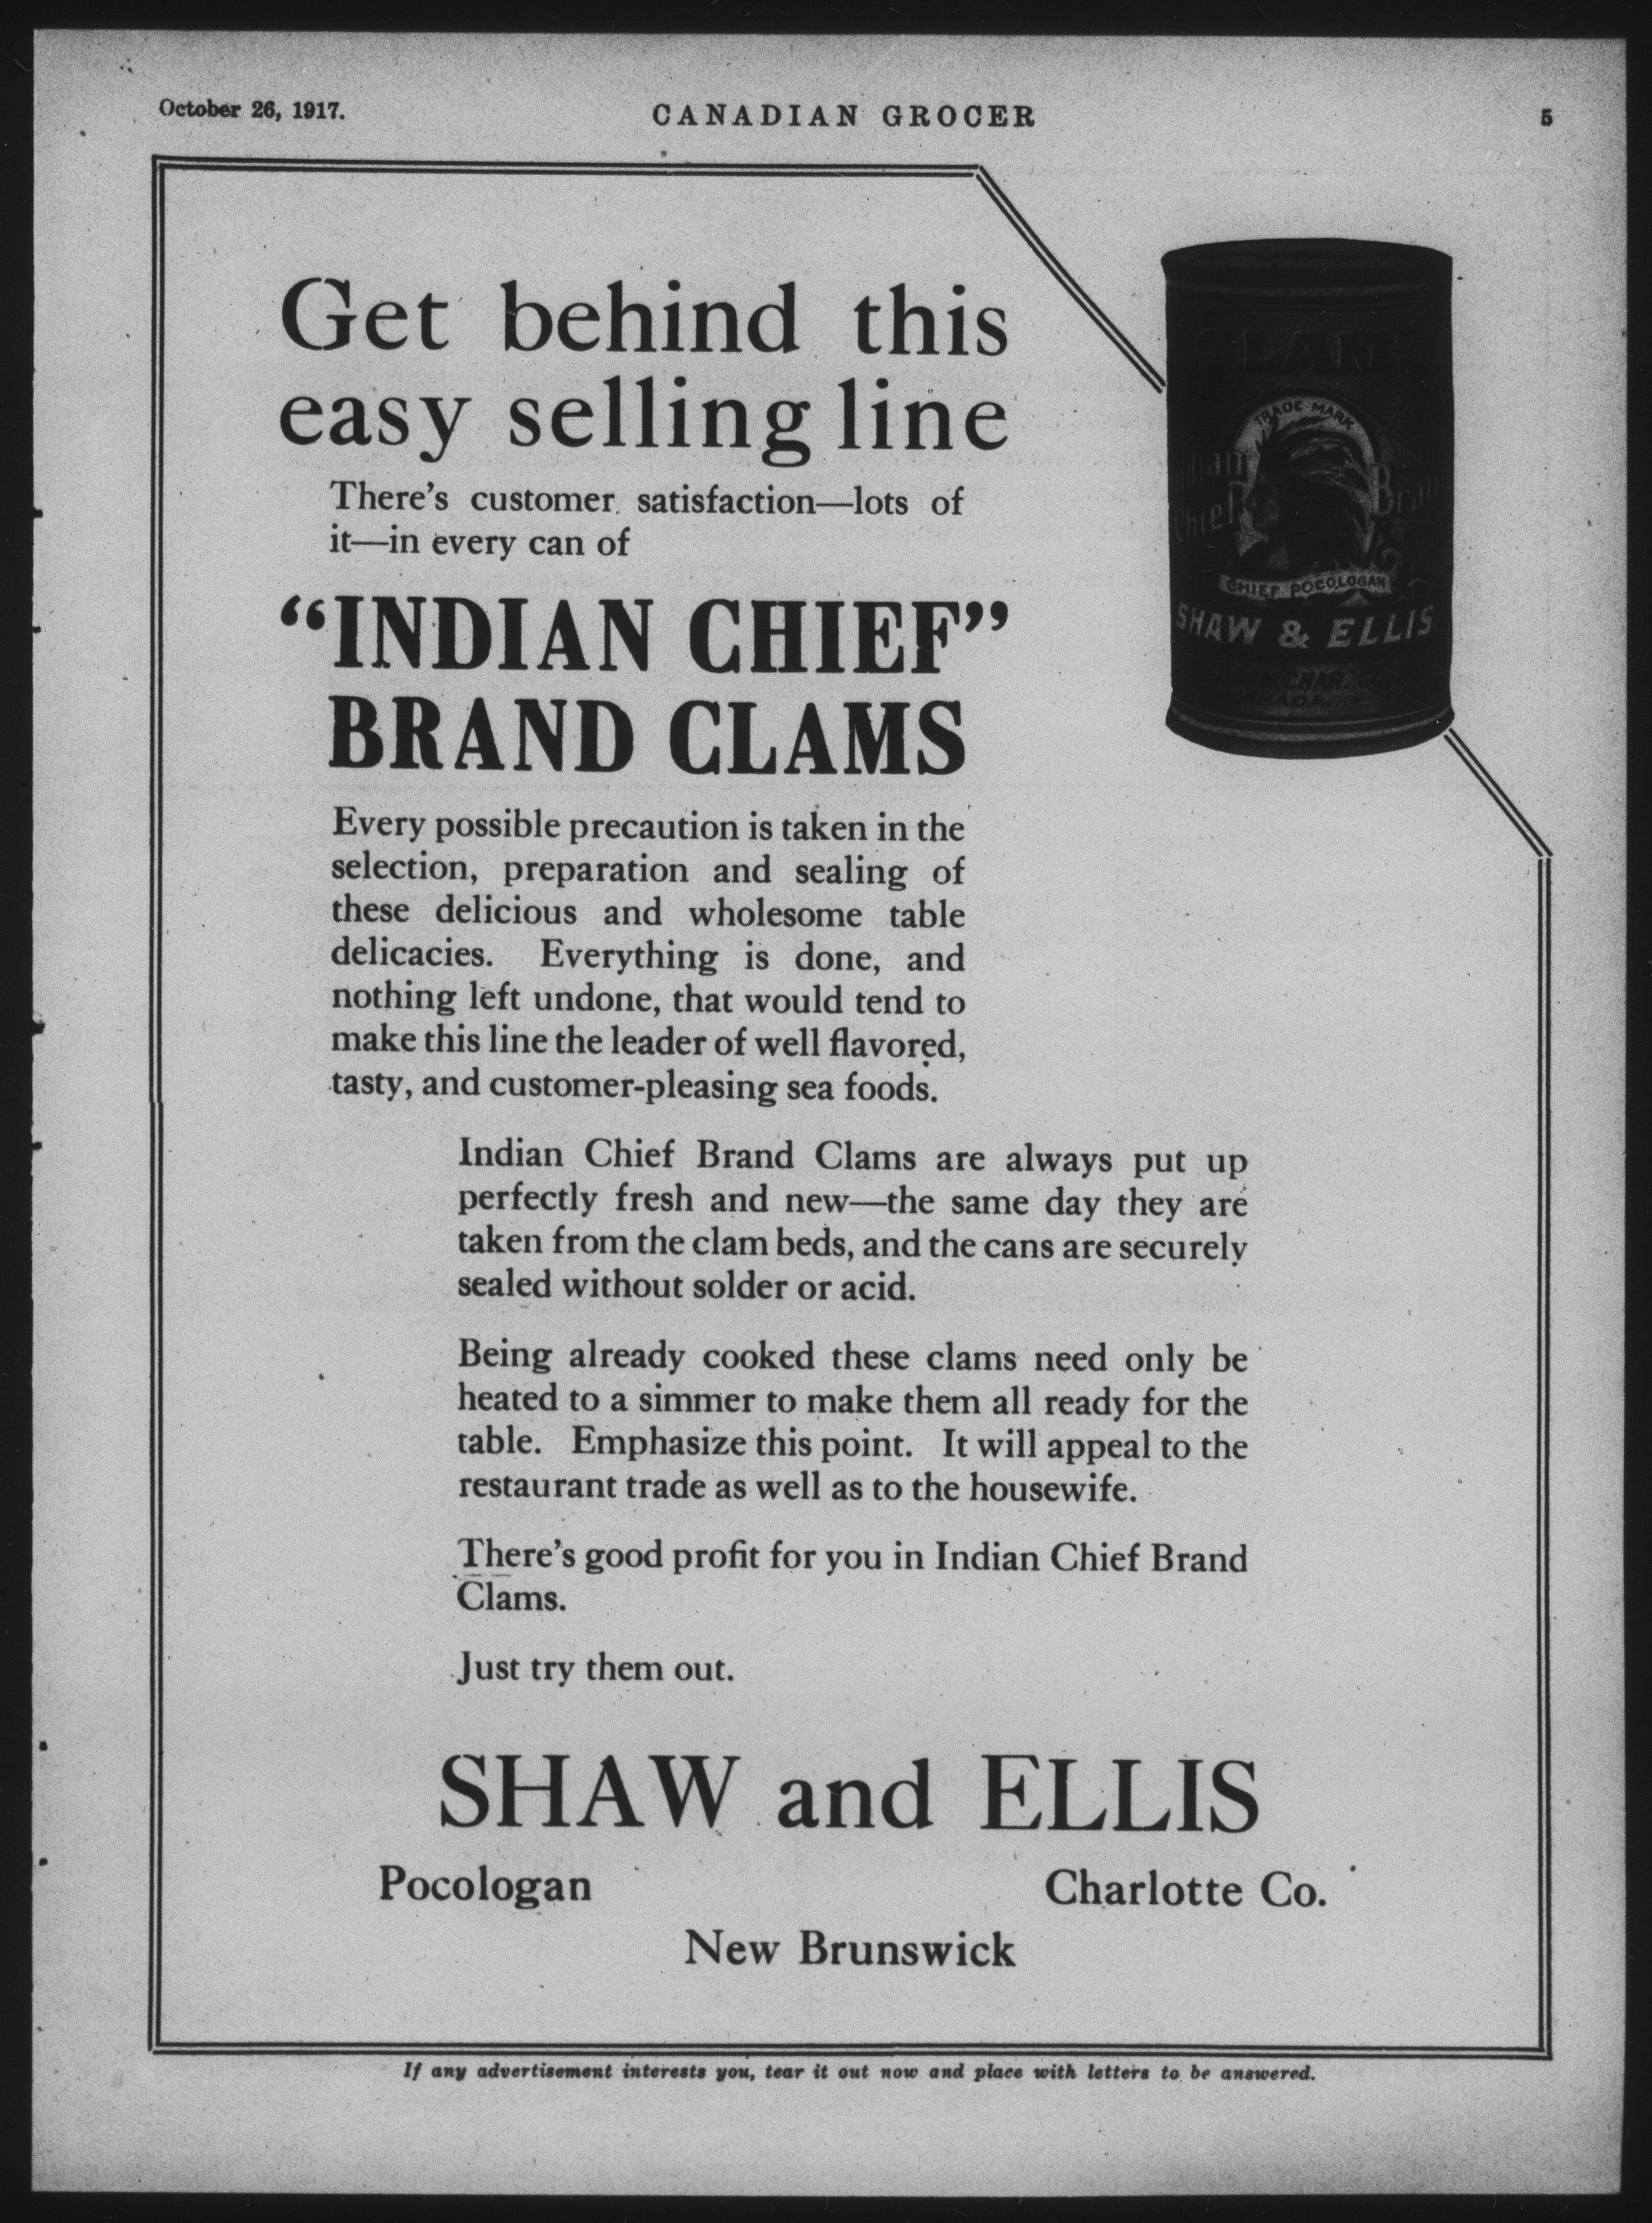 October 26, 1917.
CANADIAN GROCER
5
Get behind this
easy selling line
There's customer satisfaction—lots of
it—in every can of
“INDIAN CHIEF”
BRAND CLAMS
CLAMS
TRADE MARK
Indian
Chief
Brand
CHIEF POCOLOGAN
SHAW & ELLIS
Every possible precaution is taken in the
selection, preparation and sealing of
these delicious and wholesome table
delicacies. Everything is done, and
nothing left undone, that would tend to
make this line the leader of well flavored,
tasty, and customer-pleasing sea foods.
Indian Chief Brand Clams are always put up
perfectly fresh and new—the same day they are
taken from the clam beds, and the cans are securely
sealed without solder or acid.
Being already cooked these clams need only be
heated to a simmer to make them all ready for the
table. Emphasize this point. It will appeal to the
restaurant trade as well as to the housewife.
There's good profit for you in Indian Chief Brand
Clams.
Just try them out.
SHAW and ELLIS
Pocologan
Charlotte Co.
New Brunswick
If any advertisement interests you, tear it out now and place with letters to be answered.